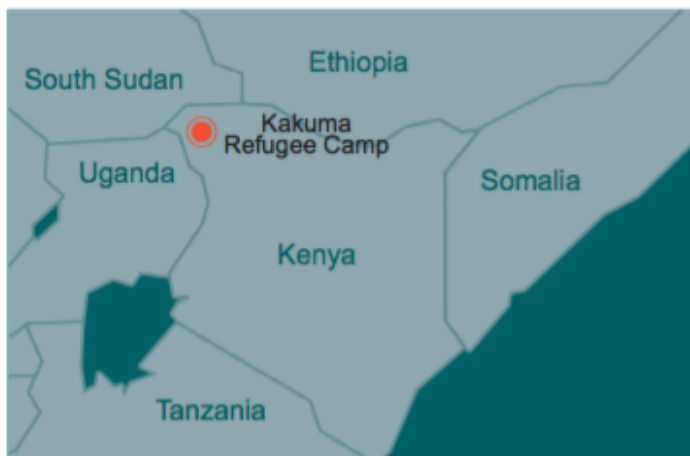 Ethiopia
South Sudan
Kakuma
Refugee Camp
Uganda
Somalia
Kenya
Tanzania